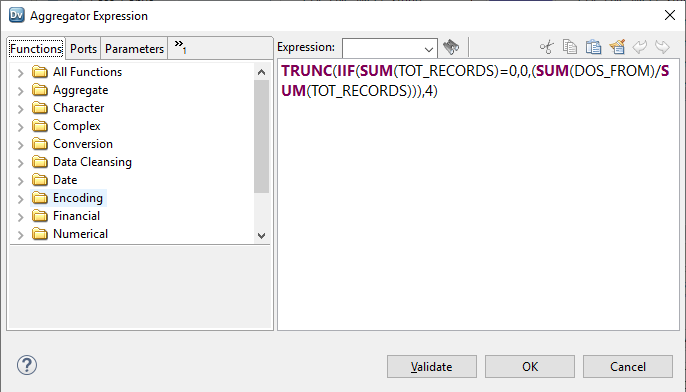 Dv Aggregator Expression
Functions Ports Parameters »1
Expression:
All Functions
Aggregate
Character
Complex
Conversion
Data Cleansing
Date
Encoding
Financial
Numerical
TRUNC(IIF(SUM(TOT_RECORDS)=0,0,(SUM(DOS_FROM)/S
UM(TOT_RECORDS))),4)
?
Validate
OK
Cancel